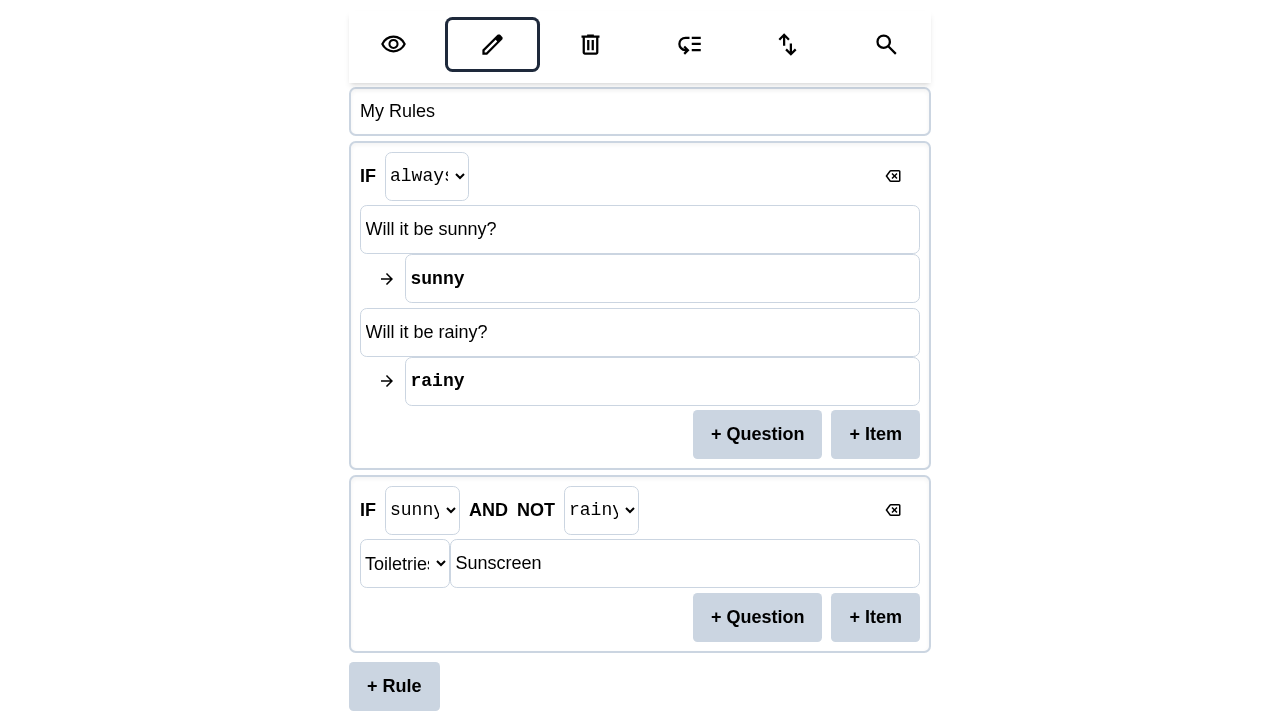 My Rules
IF always
Will it be sunny?
→ sunny
Will it be rainy?
→ rainy
+ Question + Item
IF sunny AND NOT rainy
Toiletries Sunscreen
+ Question + Item
+ Rule